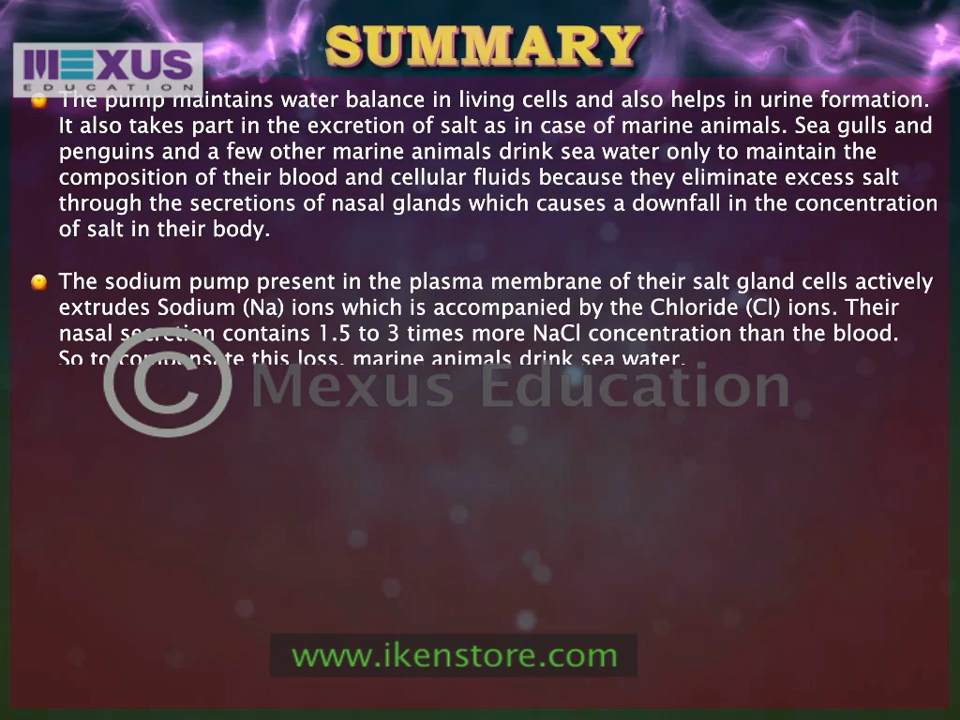 SUMMARY
MEXUS
EDUCATION
The pump maintains water balance in living cells and also helps in urine formation.
It also takes part in the excretion of salt as in case of marine animals. Sea gulls and
penguins and a few other marine animals drink sea water only to maintain the
composition of their blood and cellular fluids because they eliminate excess salt
through the secretions of nasal glands which causes a downfall in the concentration
of salt in their body.
The sodium pump present in the plasma membrane of their salt gland cells actively
extrudes Sodium (Na) ions which is accompanied by the Chloride (Cl) ions. Their
nasal secretion contains 1.5 to 3 times more NaCl concentration than the blood.
So to compensate this loss, marine animals drink sea water.
© Mexus Education
www.ikenstore.com